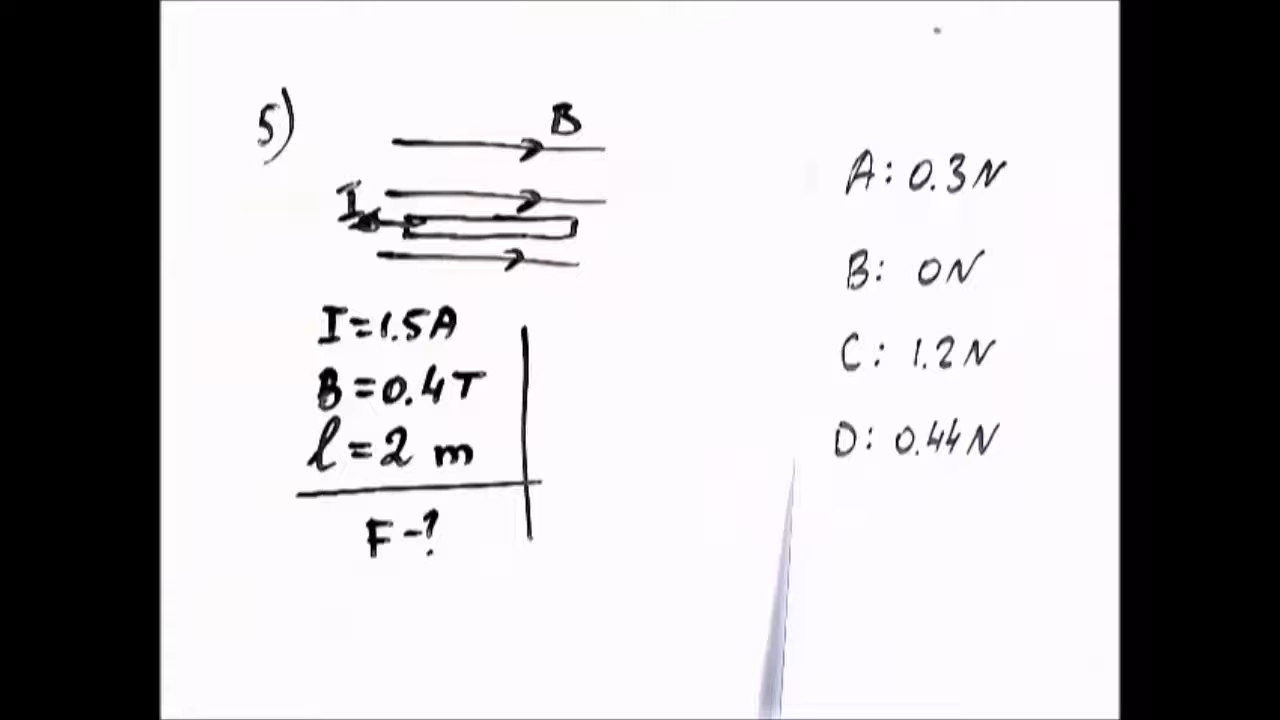 5)
B
I
I=1.5A
B=0.4T
l=2 m
F-?
A: 0.3N
B: 0N
C: 1.2N
D: 0.44N